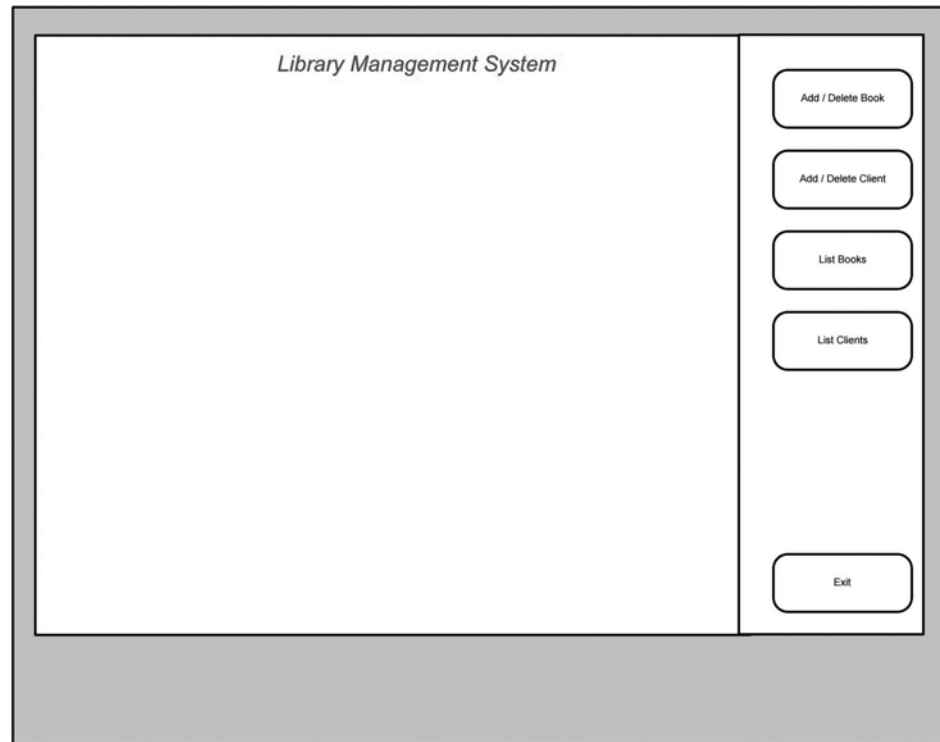 Library Management System
Add / Delete Book
Add / Delete Client
List Books
List Clients
Exit